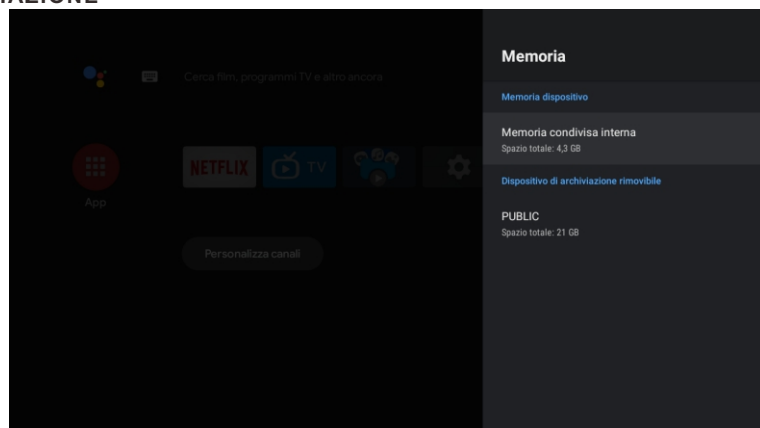 Memoria
Memoria dispositivo
Cerca film, programmi TV e altro ancora
Memoria condivisa interna
Spazio totale: 4,3 GB
NETFLIX
TV
Dispositivo di archiviazione rimovibile
App
PUBLIC
Spazio totale: 21 GB
Personalizza canali